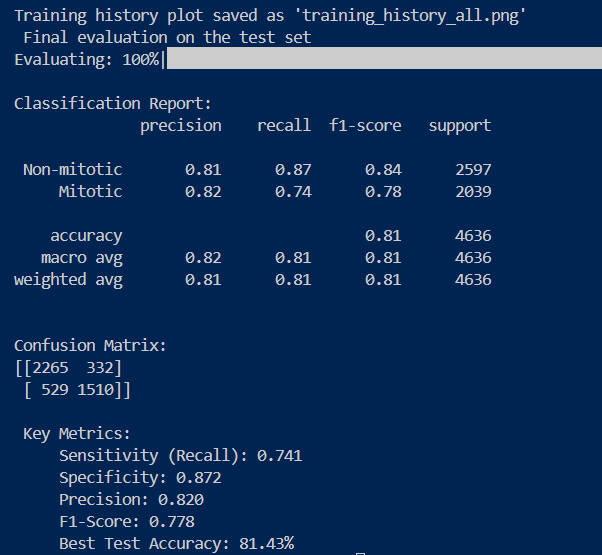 Training history plot saved as 'training_history_all.png'
Final evaluation on the test set
Evaluating: 100%|
Classification Report:
precision recall f1-score support
Non-mitotic 0.81 0.87 0.84 2597
Mitotic 0.82 0.74 0.78 2039
accuracy 0.81 4636
macro avg 0.82 0.81 0.81 4636
weighted avg 0.81 0.81 0.81 4636
Confusion Matrix:
[[2265 332]
[ 529 1510]]
Key Metrics:
Sensitivity (Recall): 0.741
Specificity: 0.872
Precision: 0.820
F1-Score: 0.778
Best Test Accuracy: 81.43%